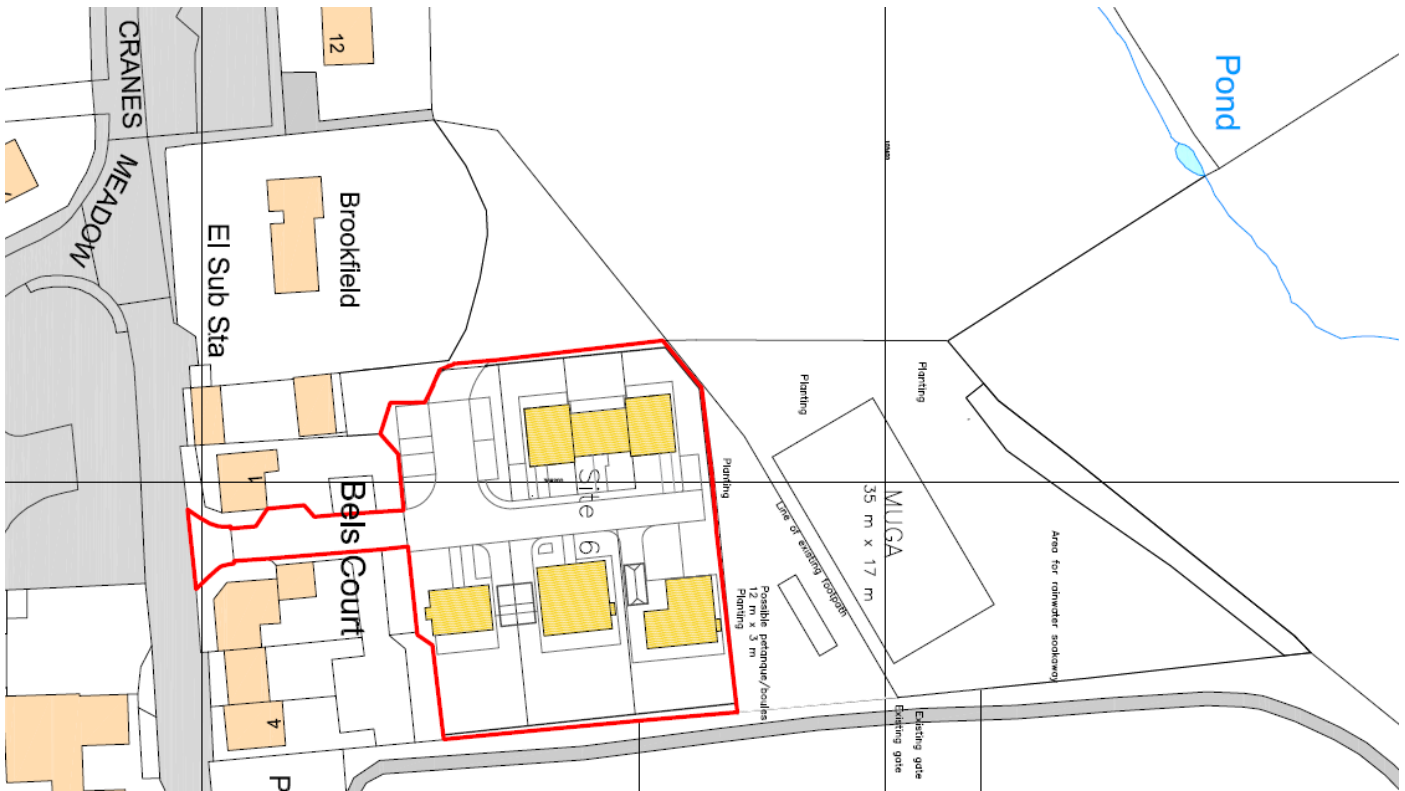 CRANES
MEADOW
12
Brookfield
El Sub Sta
1
Bels Court
4
P
Site
6
Pond
Planting
Planting
Planting
MUGA
35 m x 17 m
Line of existing footpath
Possible petanque/boules
12 m x 3 m
Planting
Area for rainwater soakaway
Existing gate
Existing gate